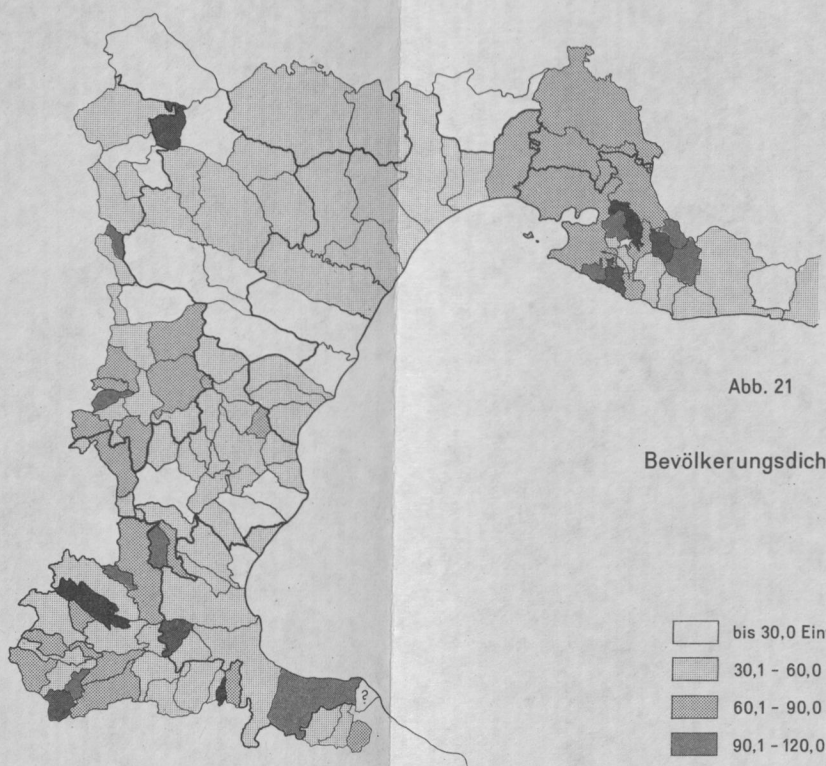 Abb. 21
Bevölkerungsdich
?
bis 30,0 Ein
30,1 - 60,0
60,1 - 90,0
90,1 - 120,0